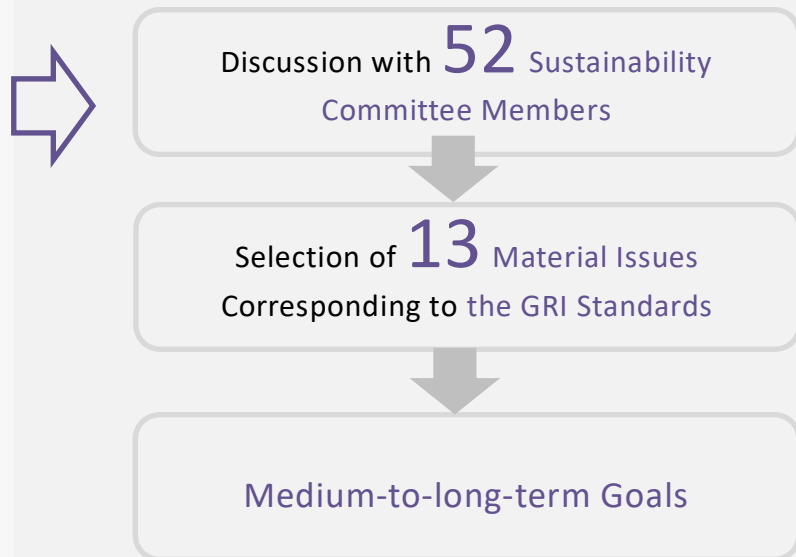 Discussion with 52 Sustainability
Committee Members
Selection of 13 Material Issues
Corresponding to the GRI Standards
Medium-to-long-term Goals